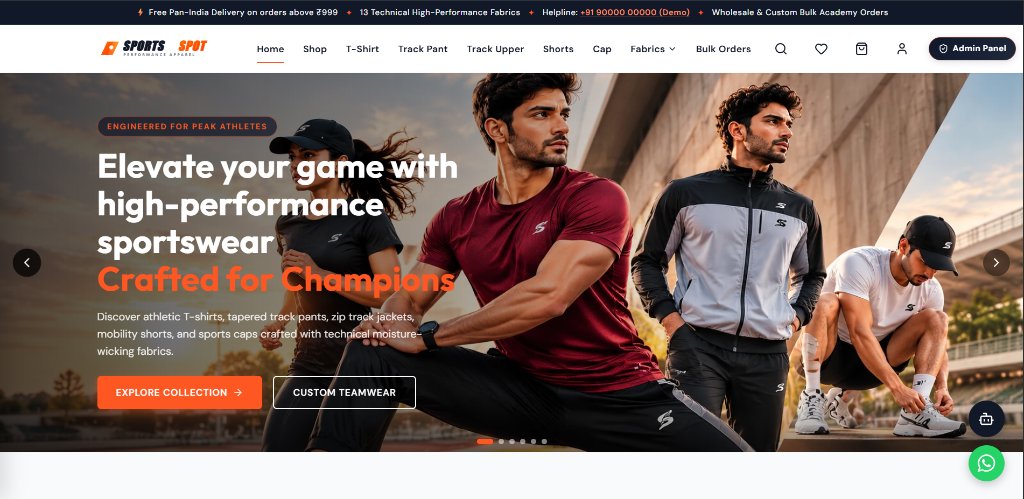 Free Pan-India Delivery on orders above ₹999 ✦ 13 Technical High-Performance Fabrics ✦ Helpline: +91 90000 00000 (Demo) ✦ Wholesale & Custom Bulk Academy Orders
SPORTS SPOT
PERFORMANCE APPAREL
Home Shop T-Shirt Track Pant Track Upper Shorts Cap Fabrics Bulk Orders Admin Panel
ENGINEERED FOR PEAK ATHLETES
Elevate your game with
high-performance
sportswear
Crafted for Champions
Discover athletic T-shirts, tapered track pants, zip track jackets,
mobility shorts, and sports caps crafted with technical moisture-
wicking fabrics.
EXPLORE COLLECTION →
CUSTOM TEAMWEAR